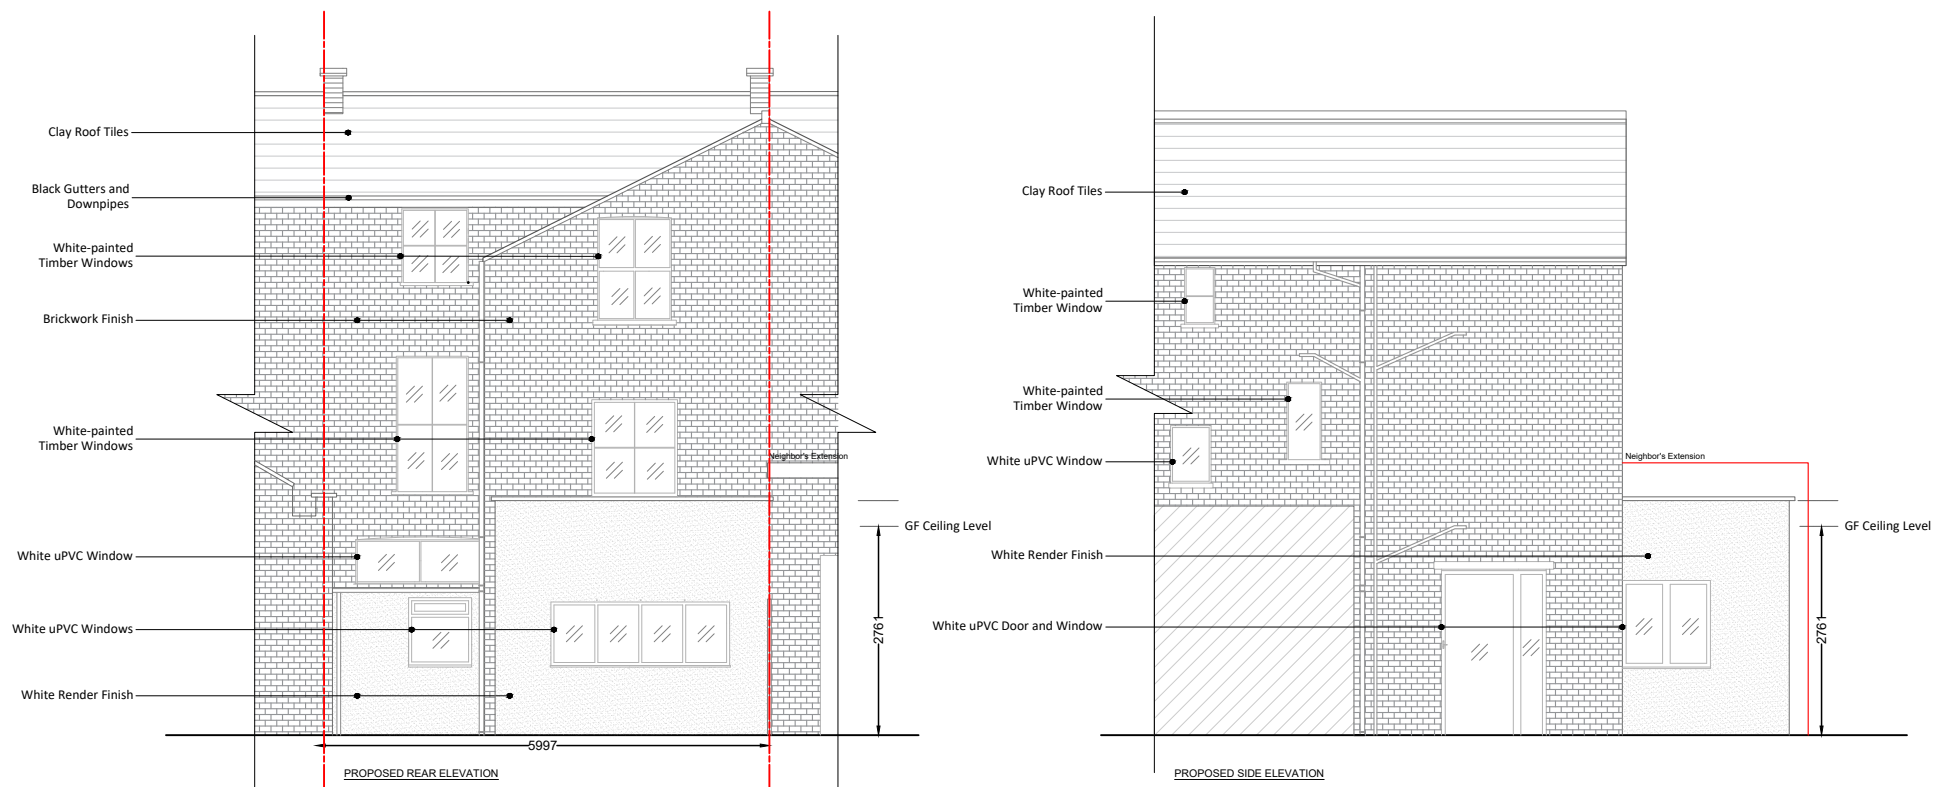 Clay Roof Tiles
Black Gutters and
Downpipes
White-painted
Timber Windows
Brickwork Finish
White-painted
Timber Windows
White uPVC Window
White uPVC Windows
White Render Finish
Neighbor's Extension
GF Ceiling Level
2761
5997
PROPOSED REAR ELEVATION
Clay Roof Tiles
White-painted
Timber Window
White-painted
Timber Window
White uPVC Window
White Render Finish
White uPVC Door and Window
Neighbor's Extension
GF Ceiling Level
2761
PROPOSED SIDE ELEVATION